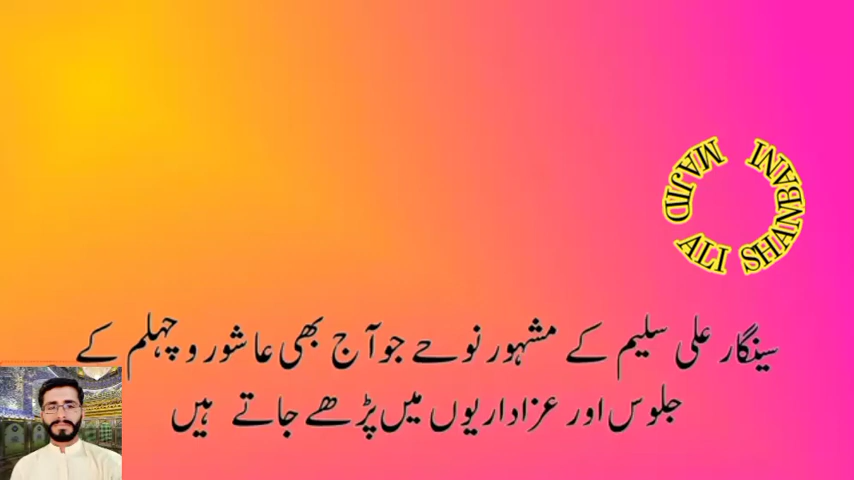 MAJID ALI SHANBANI
سینگار علی سلیم کے مشہور نوحے جو آج بھی عاشور و چہلم کے
جلوس اور عزاداریوں میں پڑھے جاتے ہیں